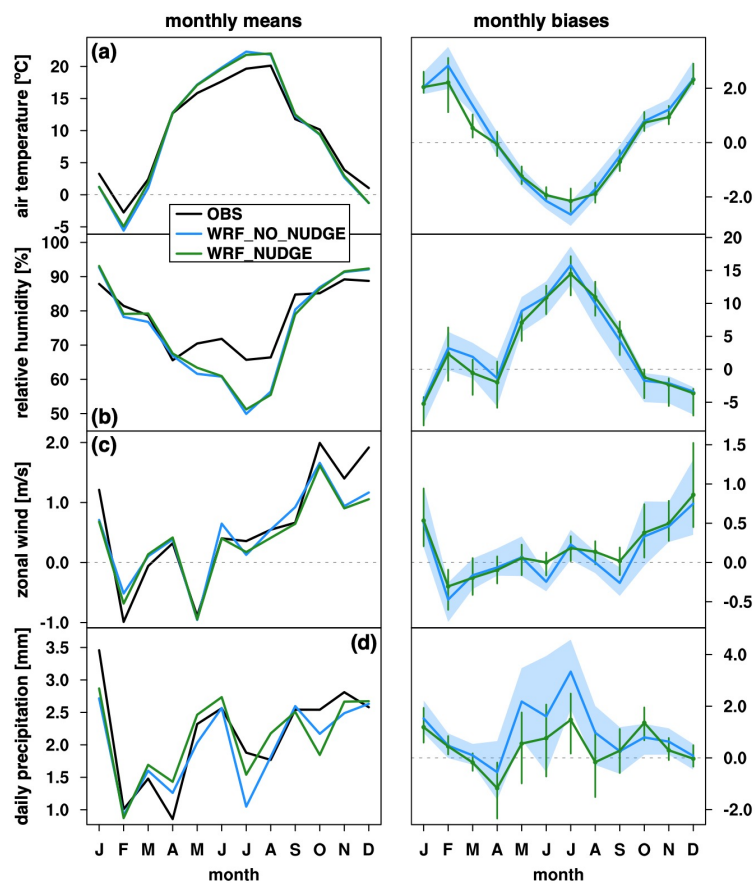 monthly means monthly biases
(a)
air temperature [ºC]
20
15
10
5
0
-5
2.0
0.0
-2.0
OBS
WRF_NO_NUDGE
WRF_NUDGE
relative humidity [%]
100
90
80
70
60
50
(b)
20
15
10
5
0
-5
(c)
zonal wind [m/s]
2.0
1.0
0.0
-1.0
1.5
1.0
0.5
0.0
-0.5
(d)
daily precipitation [mm]
3.5
3.0
2.5
2.0
1.5
1.0
4.0
2.0
0.0
-2.0
J F M A M J J A S O N D J F M A M J J A S O N D
month month